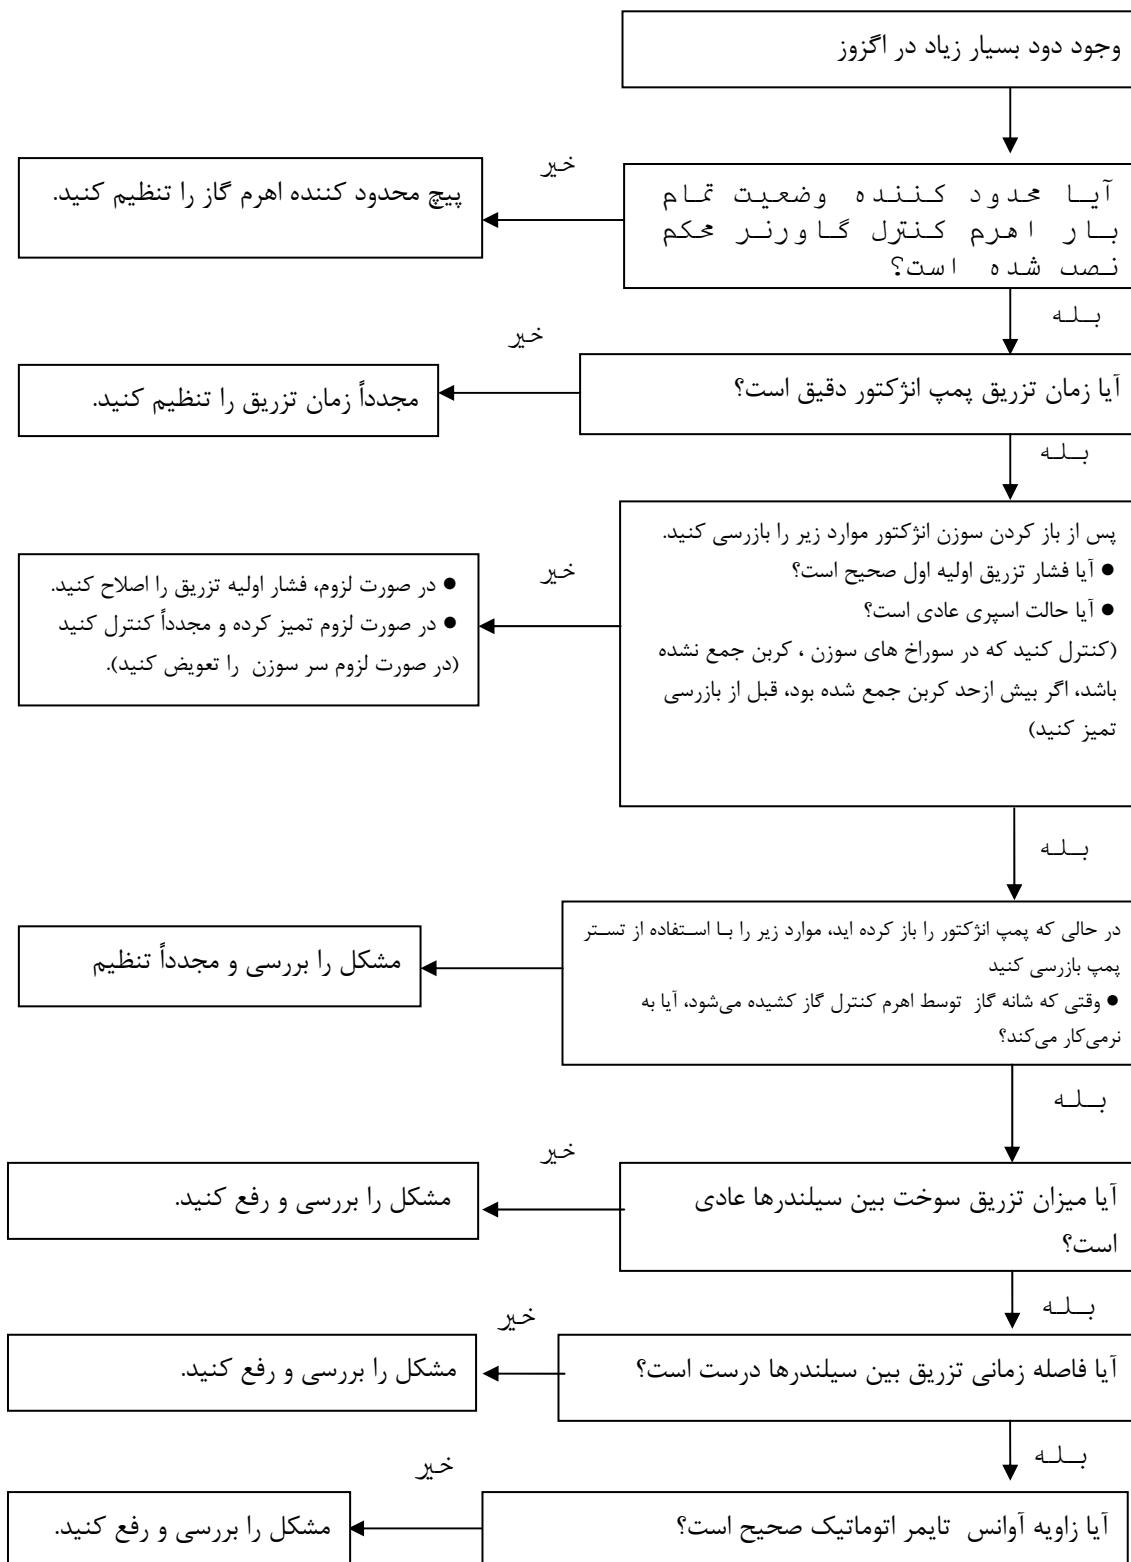 وجود دود بسیار زیاد در اگزوز
خیر
پیچ محدود کننده اهرم گاز را تنظیم کنید.
آیا محدود کننده وضعیت تمام
بار اهرم کنترل گاورنر محکم
نصب شده است؟
بله
خیر
آیا زمان تزریق پمپ انژکتور دقیق است؟
مجدداً زمان تزریق را تنظیم کنید.
بله
پس از باز کردن سوزن انژکتور موارد زیر را بازرسی کنید.
● آیا فشار تزریق اولیه اول صحیح است؟
● آیا حالت اسپری عادی است؟
(کنترل کنید که در سوراخ های سوزن ، کربن جمع نشده
باشد، اگر بیش ازحد کربن جمع شده بود، قبل از بازرسی
تمیز کنید)
خیر
● در صورت لزوم، فشار اولیه تزریق را اصلاح کنید.
● در صورت لزوم تمیز کرده و مجدداً کنترل کنید
(در صورت لزوم سر سوزن را تعویض کنید).
بله
در حالی که پمپ انژکتور را باز کرده اید، موارد زیر را با استفاده از تستر
پمپ بازرسی کنید
● وقتی که شانه گاز توسط اهرم کنترل گاز کشیده می‌شود، آیا به
نرمی‌کار می‌کند؟
مشکل را بررسی و مجدداً تنظیم
بله
خیر
آیا میزان تزریق سوخت بین سیلندرها عادی
است؟
مشکل را بررسی و رفع کنید.
بله
خیر
آیا فاصله زمانی تزریق بین سیلندرها درست است؟
مشکل را بررسی و رفع کنید.
بله
خیر
آیا زاویه آوانس تایمر اتوماتیک صحیح است؟
مشکل را بررسی و رفع کنید.